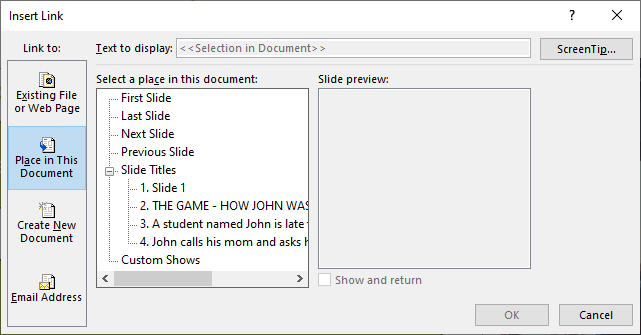 Insert Link
Link to:
Text to display:
<<Selection in Document>>
ScreenTip...
Existing File
or Web Page
Place in This
Document
Create New
Document
Email Address
Select a place in this document:
First Slide
Last Slide
Next Slide
Previous Slide
Slide Titles
1. Slide 1
2. THE GAME - HOW JOHN WAS
3. A student named John is late
4. John calls his mom and asks
Custom Shows
Slide preview:
Show and return
OK
Cancel